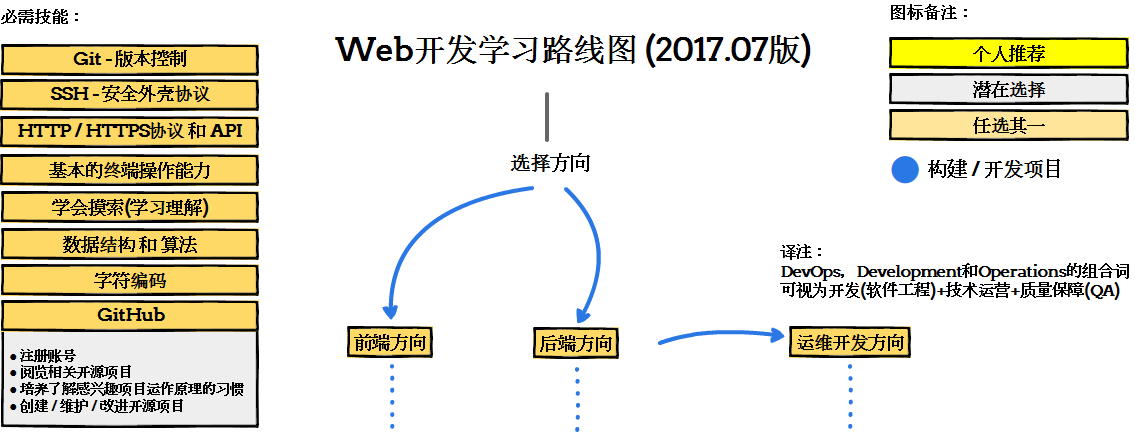 必需技能：
Git - 版本控制
SSH - 安全外壳协议
HTTP / HTTPS协议 和 API
基本的终端操作能力
学会摸索(学习理解)
数据结构 和 算法
字符编码
GitHub
● 注册账号
● 阅览相关开源项目
● 培养了解感兴趣项目运作原理的习惯
● 创建 / 维护 / 改进开源项目
Web开发学习路线图 (2017.07版)
选择方向
图标备注：
个人推荐
潜在选择
任选其一
构建 / 开发项目
译注：
DevOps，Development和Operations的组合词
可视为开发(软件工程)+技术运营+质量保障(QA)
前端方向
后端方向
运维开发方向